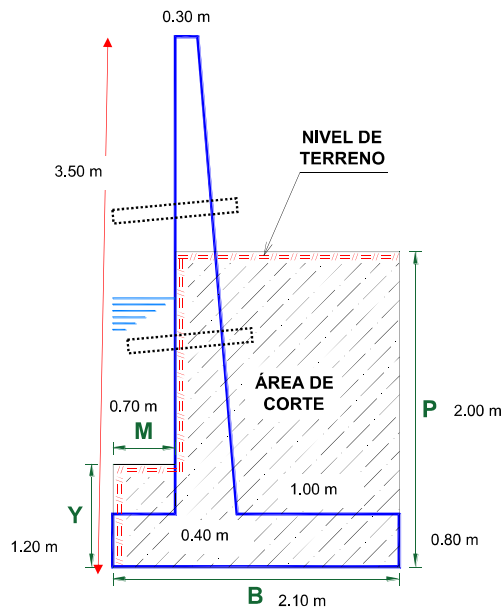 0.30 m
NIVEL DE
TERRENO
3.50 m
ÁREA DE
CORTE
0.70 m
M
P
2.00 m
Y
1.00 m
1.20 m
0.40 m
0.80 m
B
2.10 m